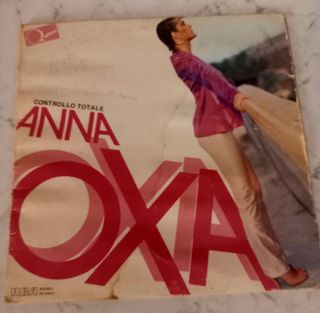 CONTROLLO TOTALE
ANNA
OXA
RCA